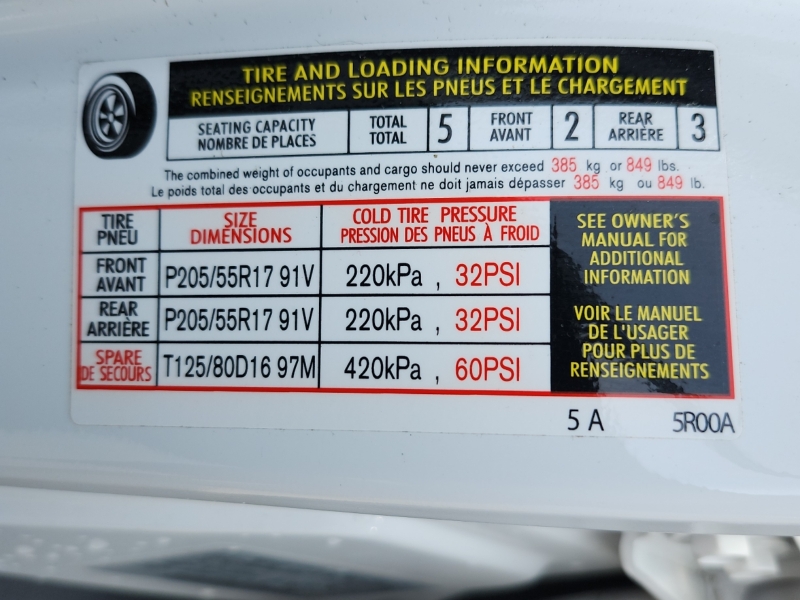 TIRE AND LOADING INFORMATION
RENSEIGNEMENTS SUR LES PNEUS ET LE CHARGEMENT
SEATING CAPACITY
NOMBRE DE PLACES
TOTAL
TOTAL
5
FRONT
AVANT
2
REAR
ARRIÈRE
3
The combined weight of occupants and cargo should never exceed 385 kg or 849 lbs.
Le poids total des occupants et du chargement ne doit jamais dépasser 385 kg ou 849 lb.
TIRE
PNEU
SIZE
DIMENSIONS
COLD TIRE PRESSURE
PRESSION DES PNEUS À FROID
FRONT
AVANT
P205/55R17 91V
220kPa , 32PSI
REAR
ARRIÈRE
P205/55R17 91V
220kPa , 32PSI
SPARE
DE SECOURS
T125/80D16 97M
420kPa , 60PSI
SEE OWNER'S
MANUAL FOR
ADDITIONAL
INFORMATION
VOIR LE MANUEL
DE L'USAGER
POUR PLUS DE
RENSEIGNEMENTS
5 A
5R00A